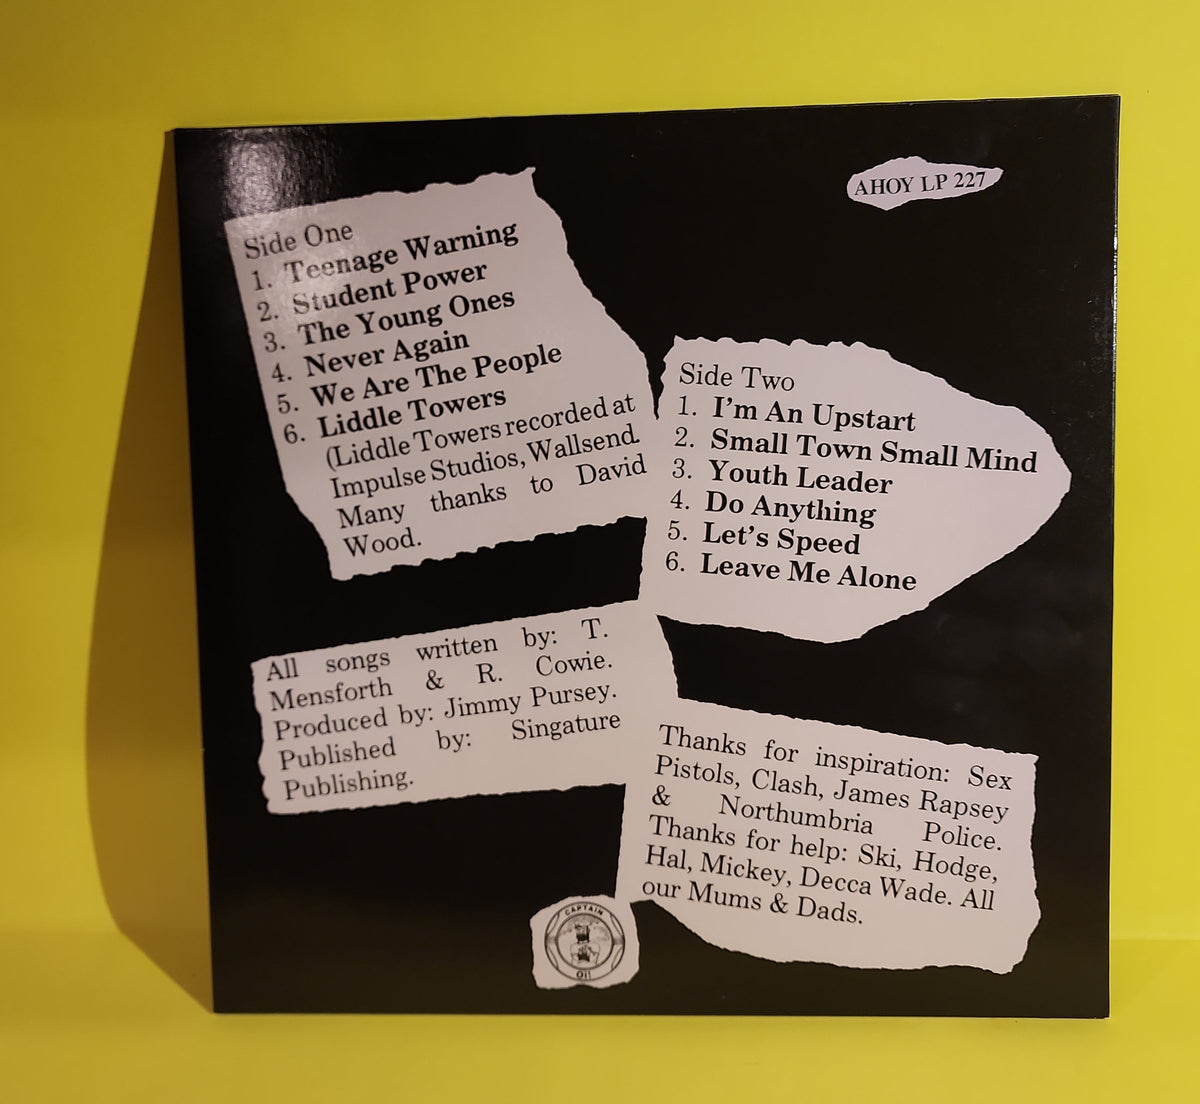 AHOY LP 227
Side One
1. Teenage Warning
2. Student Power
3. The Young Ones
4. Never Again
5. We Are The People
6. Liddle Towers
(Liddle Towers recorded at
Impulse Studios, Wallsend.
Many thanks to David
Wood.
Side Two
1. I'm An Upstart
2. Small Town Small Mind
3. Youth Leader
4. Do Anything
5. Let's Speed
6. Leave Me Alone
All songs written by: T.
Mensforth & R. Cowie.
Produced by: Jimmy Pursey.
Published by: Singature
Publishing.
Thanks for inspiration: Sex
Pistols, Clash, James Rapsey
& Northumbria Police.
Thanks for help: Ski, Hodge,
Hal, Mickey, Decca Wade. All
our Mums & Dads.
CAPTAIN
OI!